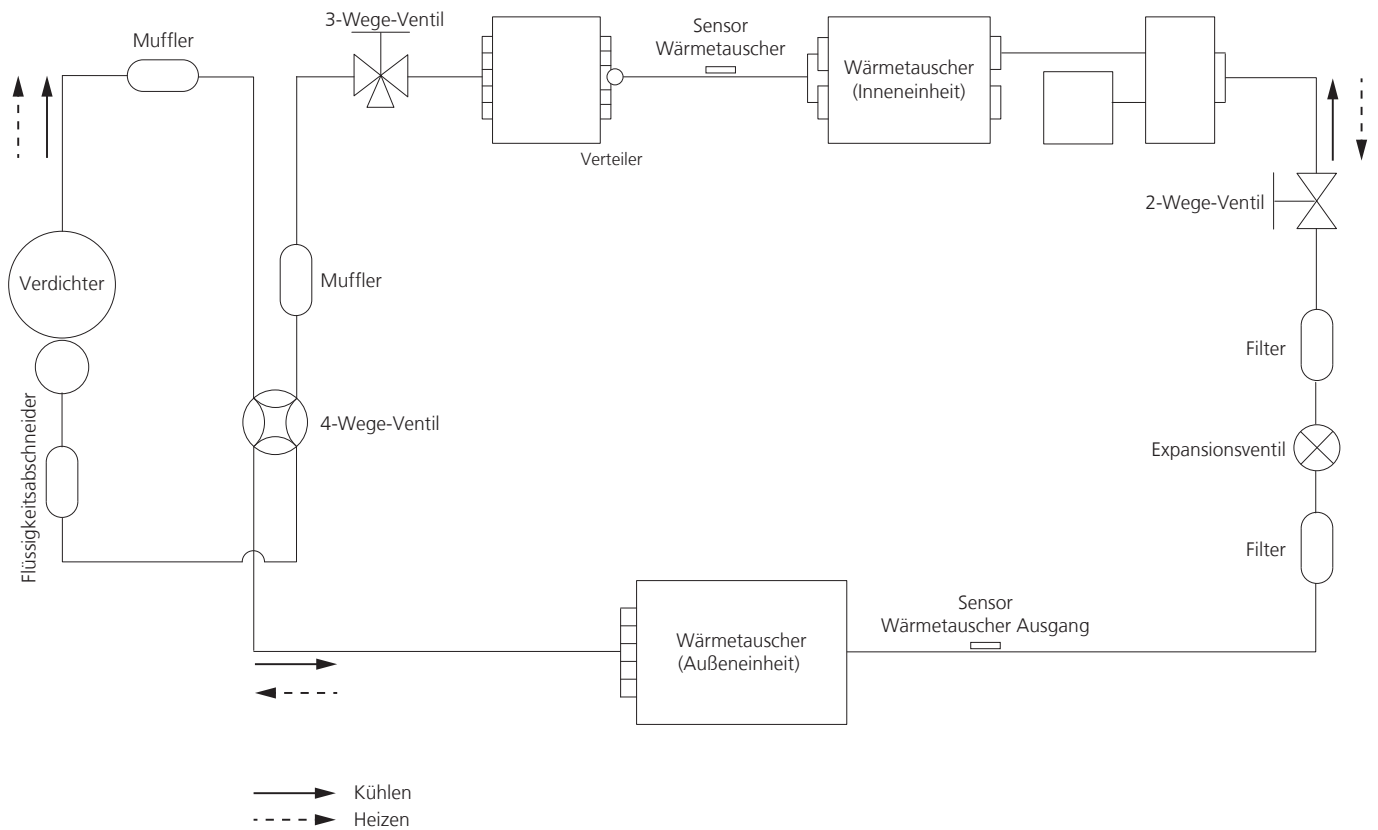 3-Wege-Ventil
Muffler
Sensor
Wärmetauscher
Wärmetauscher
(Inneneinheit)
Verteiler
2-Wege-Ventil
Verdichter
Muffler
Filter
4-Wege-Ventil
Expansionsventil
Flüssigkeitsabschneider
Filter
Sensor
Wärmetauscher Ausgang
Wärmetauscher
(Außeneinheit)
Kühlen
Heizen